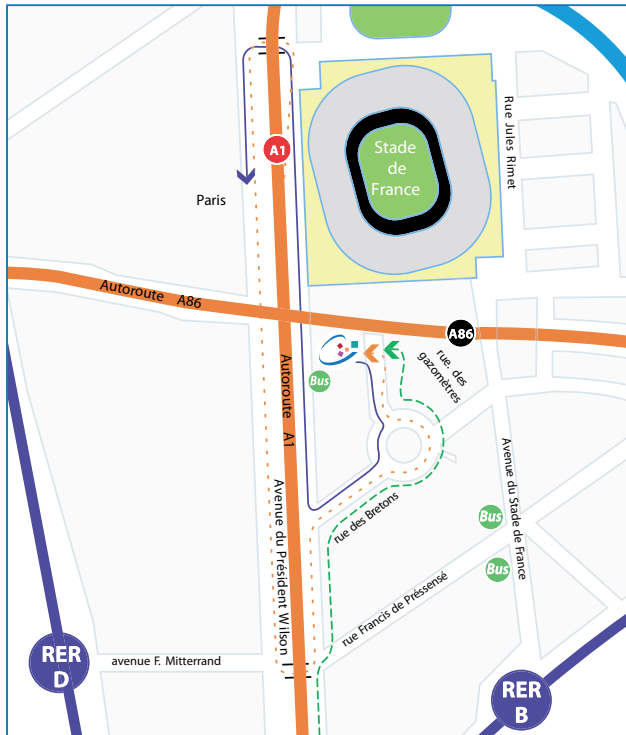 A1
Stade
de
France
Rue Jules Rimet
Paris
Autoroute A86
A86
rue des
gazomètres
Bus
Autoroute A1
Avenue du Président Wilson
rue des Bretons
Avenue du Stade de
France
Bus
Bus
rue Francis de Préssensé
RER
D
avenue F. Mitterrand
RER
B